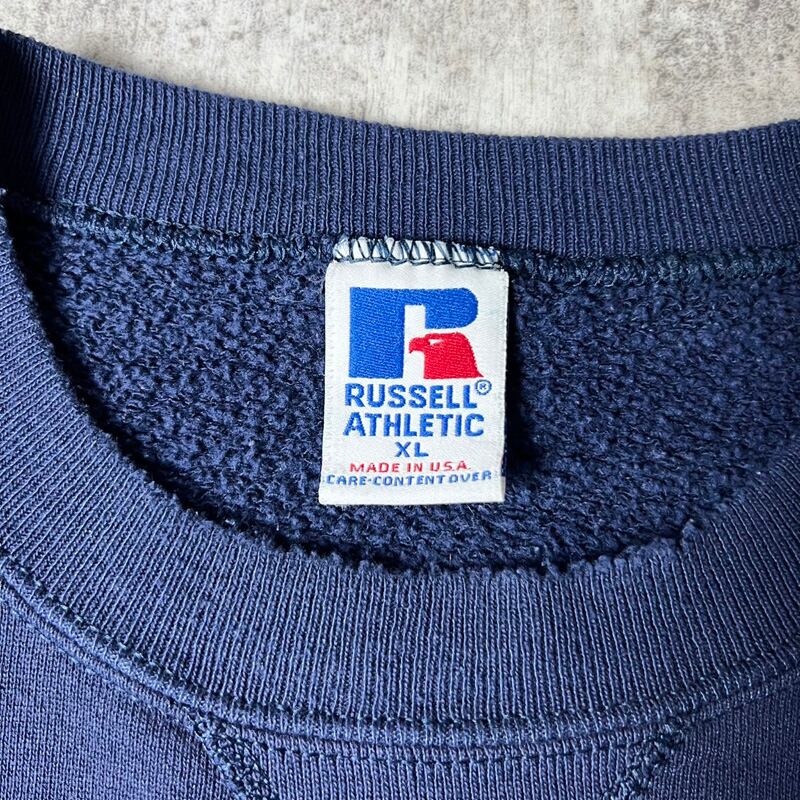 R
RUSSELL®
ATHLETIC
XL
MADE IN U.S.A.
CARE-CONTENT OVER